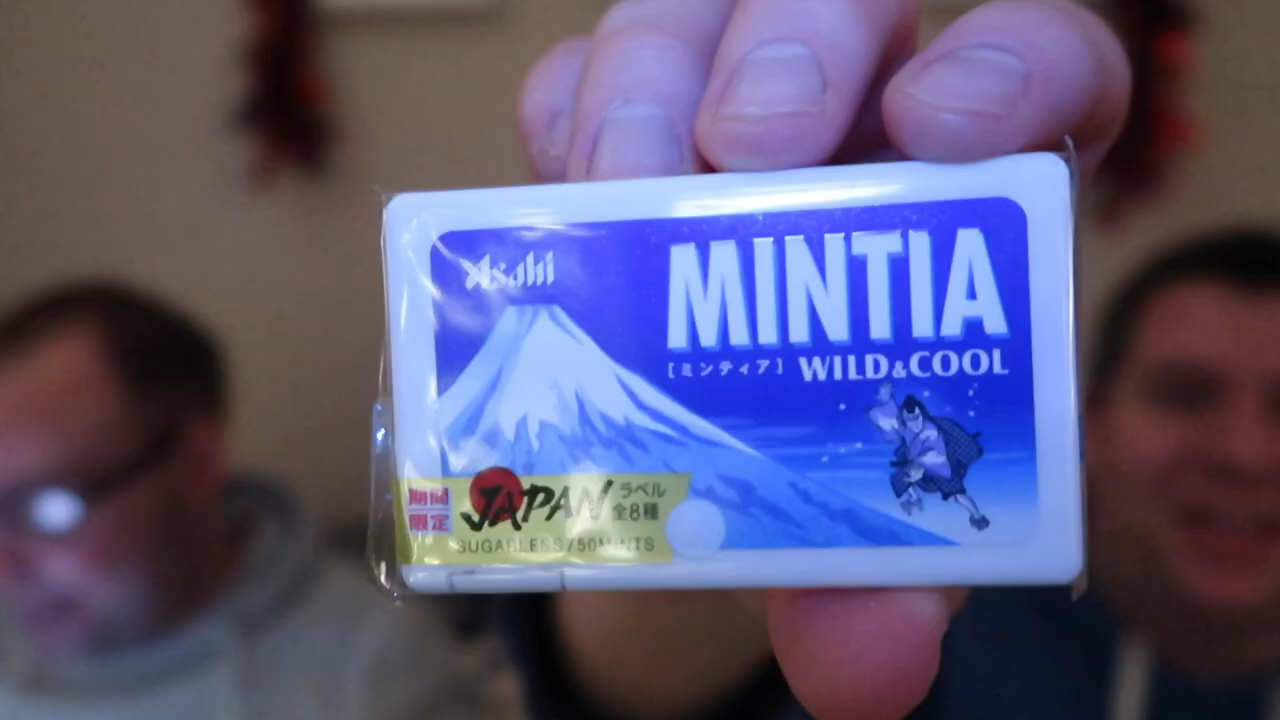 Asahi
MINTIA
[ミンティア] WILD&COOL
期間
限定
JAPAN
ラベル
全8種
SUGARLESS/50MINTS